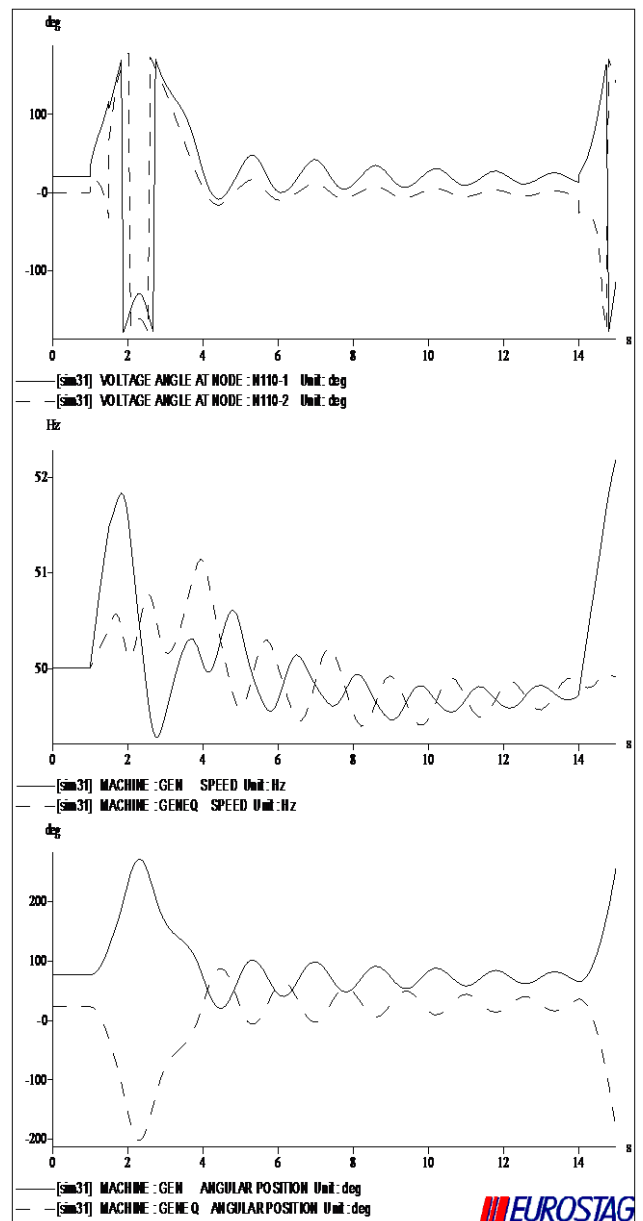 deg
100
-0
-100
0 2 4 6 8 10 12 14 s
[sim31] VOLTAGE ANGLE AT NODE : N110-1 Unit: deg
[sim31] VOLTAGE ANGLE AT NODE : N110-2 Unit: deg
Hz
52
51
50
0 2 4 6 8 10 12 14 s
[sim31] MACHINE : GEN SPEED Unit: Hz
[sim31] MACHINE : GENEQ SPEED Unit: Hz
deg
200
100
-0
-100
-200
0 2 4 6 8 10 12 14 s
[sim31] MACHINE : GEN ANGULAR POSITION Unit: deg
[sim31] MACHINE : GENEQ ANGULAR POSITION Unit: deg
EUROSTAG